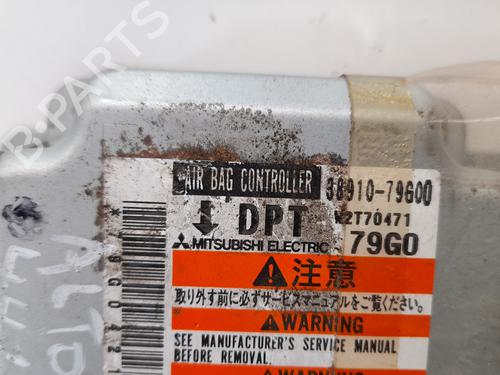 AIR BAG CONTROLLER 38910-79G00
DPT W2T70471
MITSUBISHI ELECTRIC 79G0
注意
取り外す前に必ずサービスマニュアルをご覧ください。
WARNING
SEE MANUFACTURER'S SERVICE MANUAL
BEFORE REMOVAL.
B-PARTS